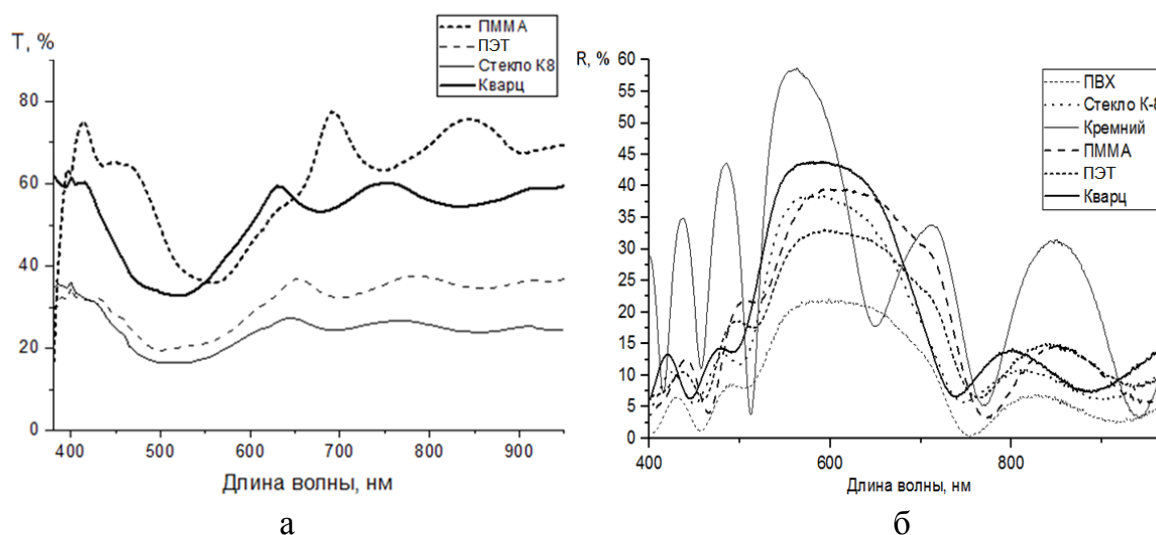 T, %
ПММА
ПЭТ
Стекло К8
Кварц
80
60
40
20
0
400 500 600 700 800 900
Длина волны, нм
а
R, %
60
55
50
45
40
35
30
25
20
15
10
5
0
ПВХ
Стекло К-8
Кремний
ПММА
ПЭТ
Кварц
400 600 800
Длина волны, нм
б